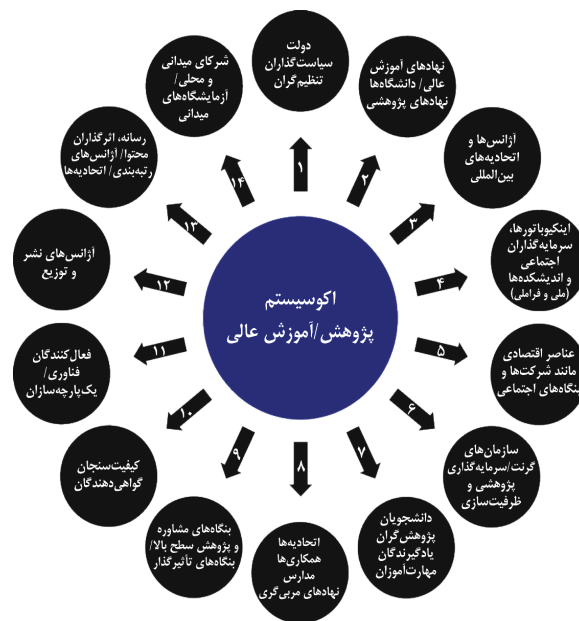 اکوسیستم
پژوهش/آموزش عالی
۱
دولت
سیاست‌گذاران
تنظیم‌گران
۲
نهادهای آموزش
عالی/ دانشگاه‌ها
نهادهای پژوهشی
۳
آژانس‌ها و
اتحادیه‌های
بین‌المللی
۴
اینکیوباتورها،
سرمایه‌گذاران
اجتماعی
و اندیشکده‌ها
(ملی و فراملی)
۵
عناصر اقتصادی
مانند شرکت‌ها و
بنگاه‌های اجتماعی
۶
سازمان‌های
گرنت/سرمایه‌گذاری
پژوهشی و
ظرفیت‌سازی
۷
دانشجویان
پژوهش‌گران
یادگیرندگان
مهارت‌آموزان
۸
اتحادیه‌ها
همکاری‌ها
مدارس
نهادهای مربی‌گری
۹
بنگاه‌های مشاوره
و پژوهش سطح بالا/
بنگاه‌های تأثیرگذار
۱۰
کیفیت‌سنجان
گواهی‌دهندگان
۱۱
فعال‌کنندگان
فناوری/
یک‌پارچه‌سازان
۱۲
آژانس‌های نشر
و توزیع
۱۳
رسانه، اثرگذاران
محتوا/ آژانس‌های
رتبه‌بندی/ اتحادیه‌ها
۱۴
شرکای میدانی
و محلی/
آزمایشگاه‌های
میدانی